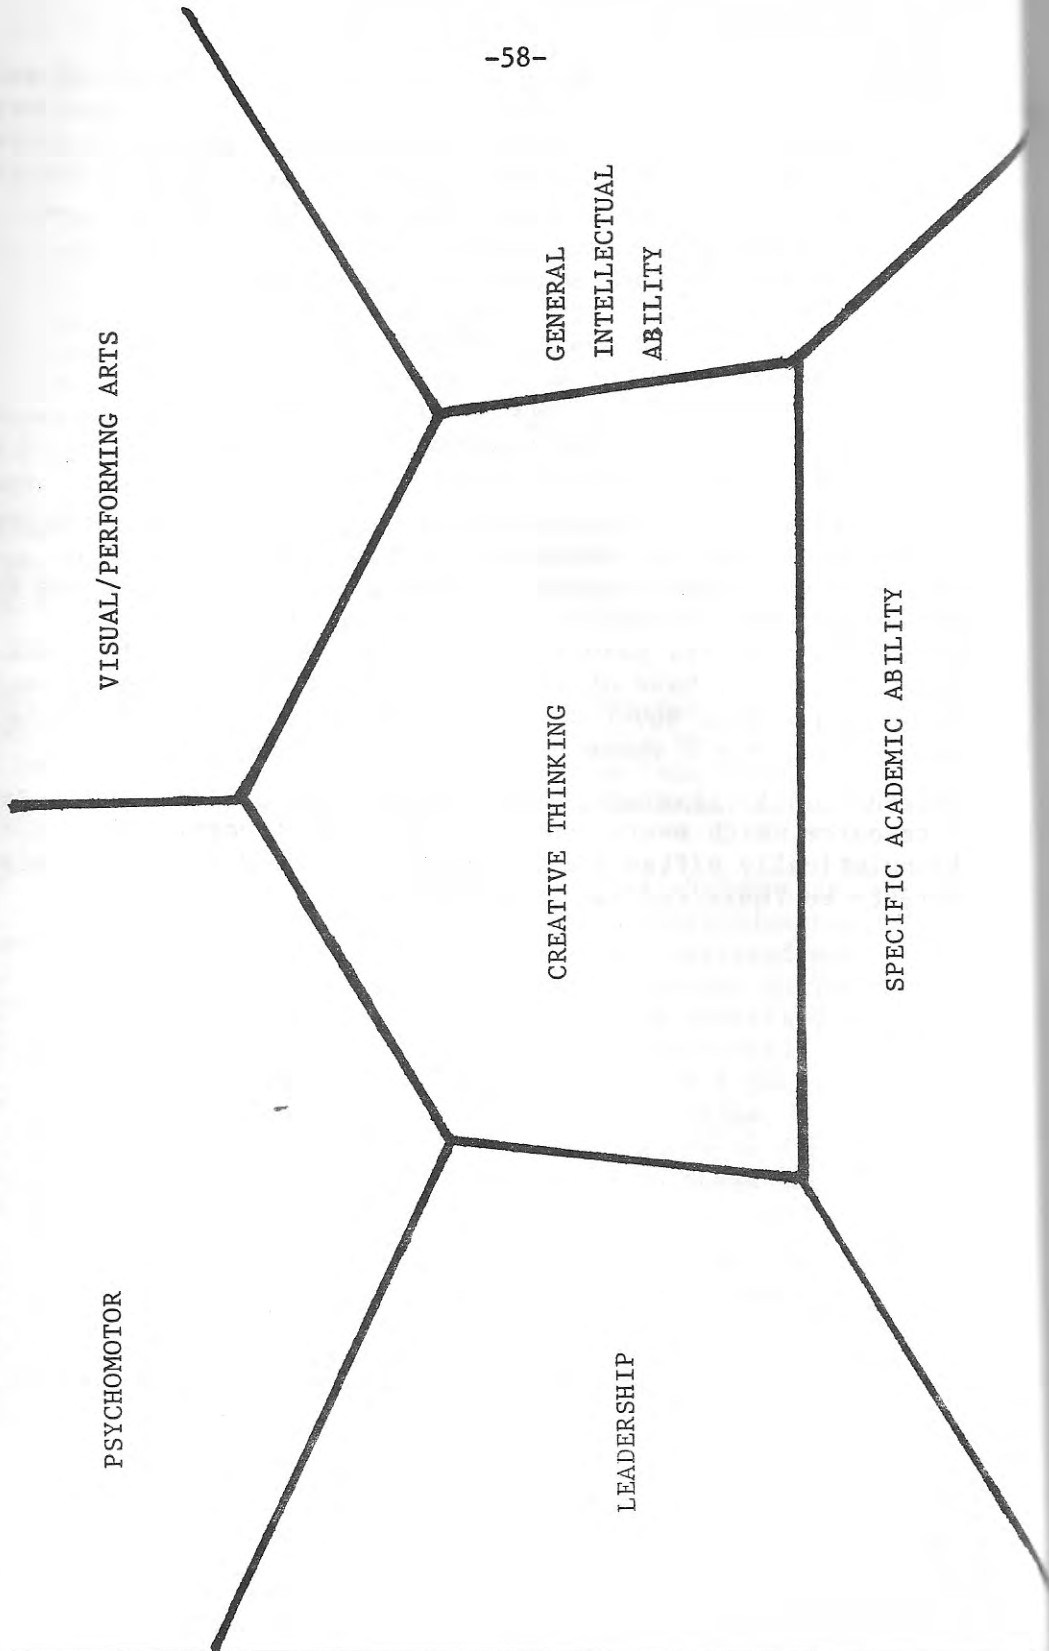 -58-
PSYCHOMOTOR
VISUAL/PERFORMING ARTS
LEADERSHIP
CREATIVE THINKING
GENERAL
INTELLECTUAL
ABILITY
SPECIFIC ACADEMIC ABILITY